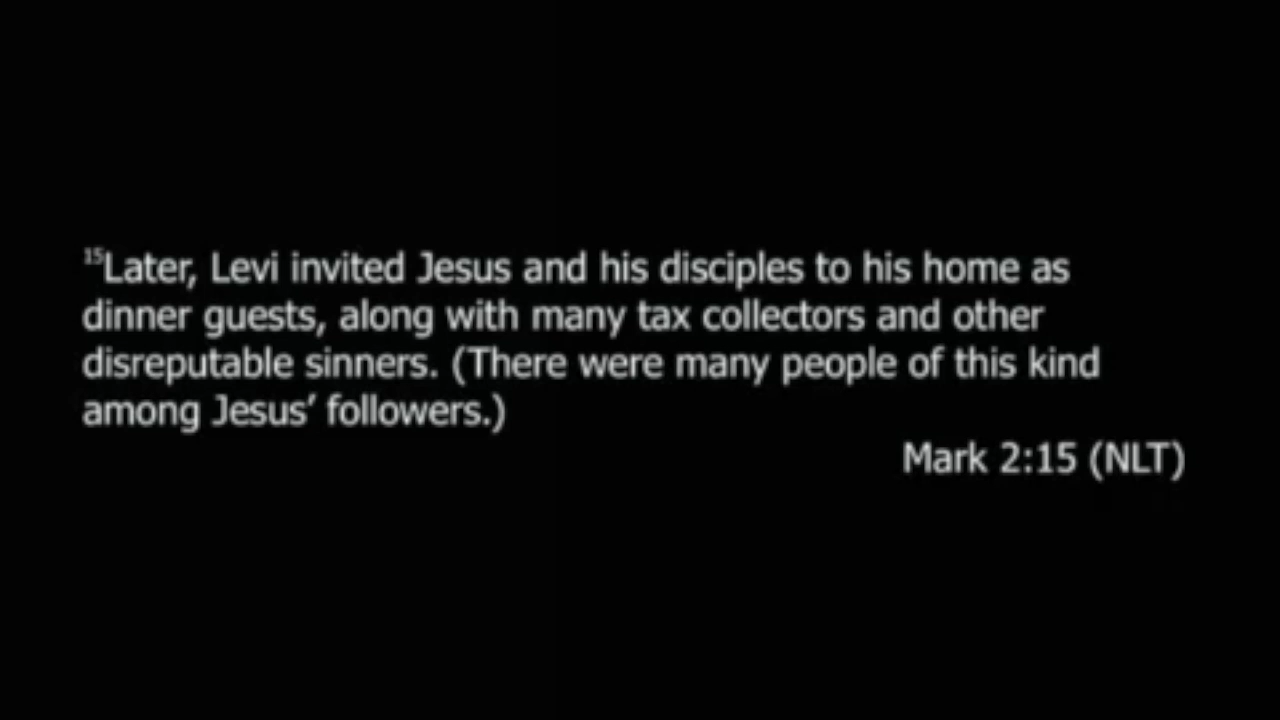 ¹⁵Later, Levi invited Jesus and his disciples to his home as
dinner guests, along with many tax collectors and other
disreputable sinners. (There were many people of this kind
among Jesus’ followers.)
Mark 2:15 (NLT)